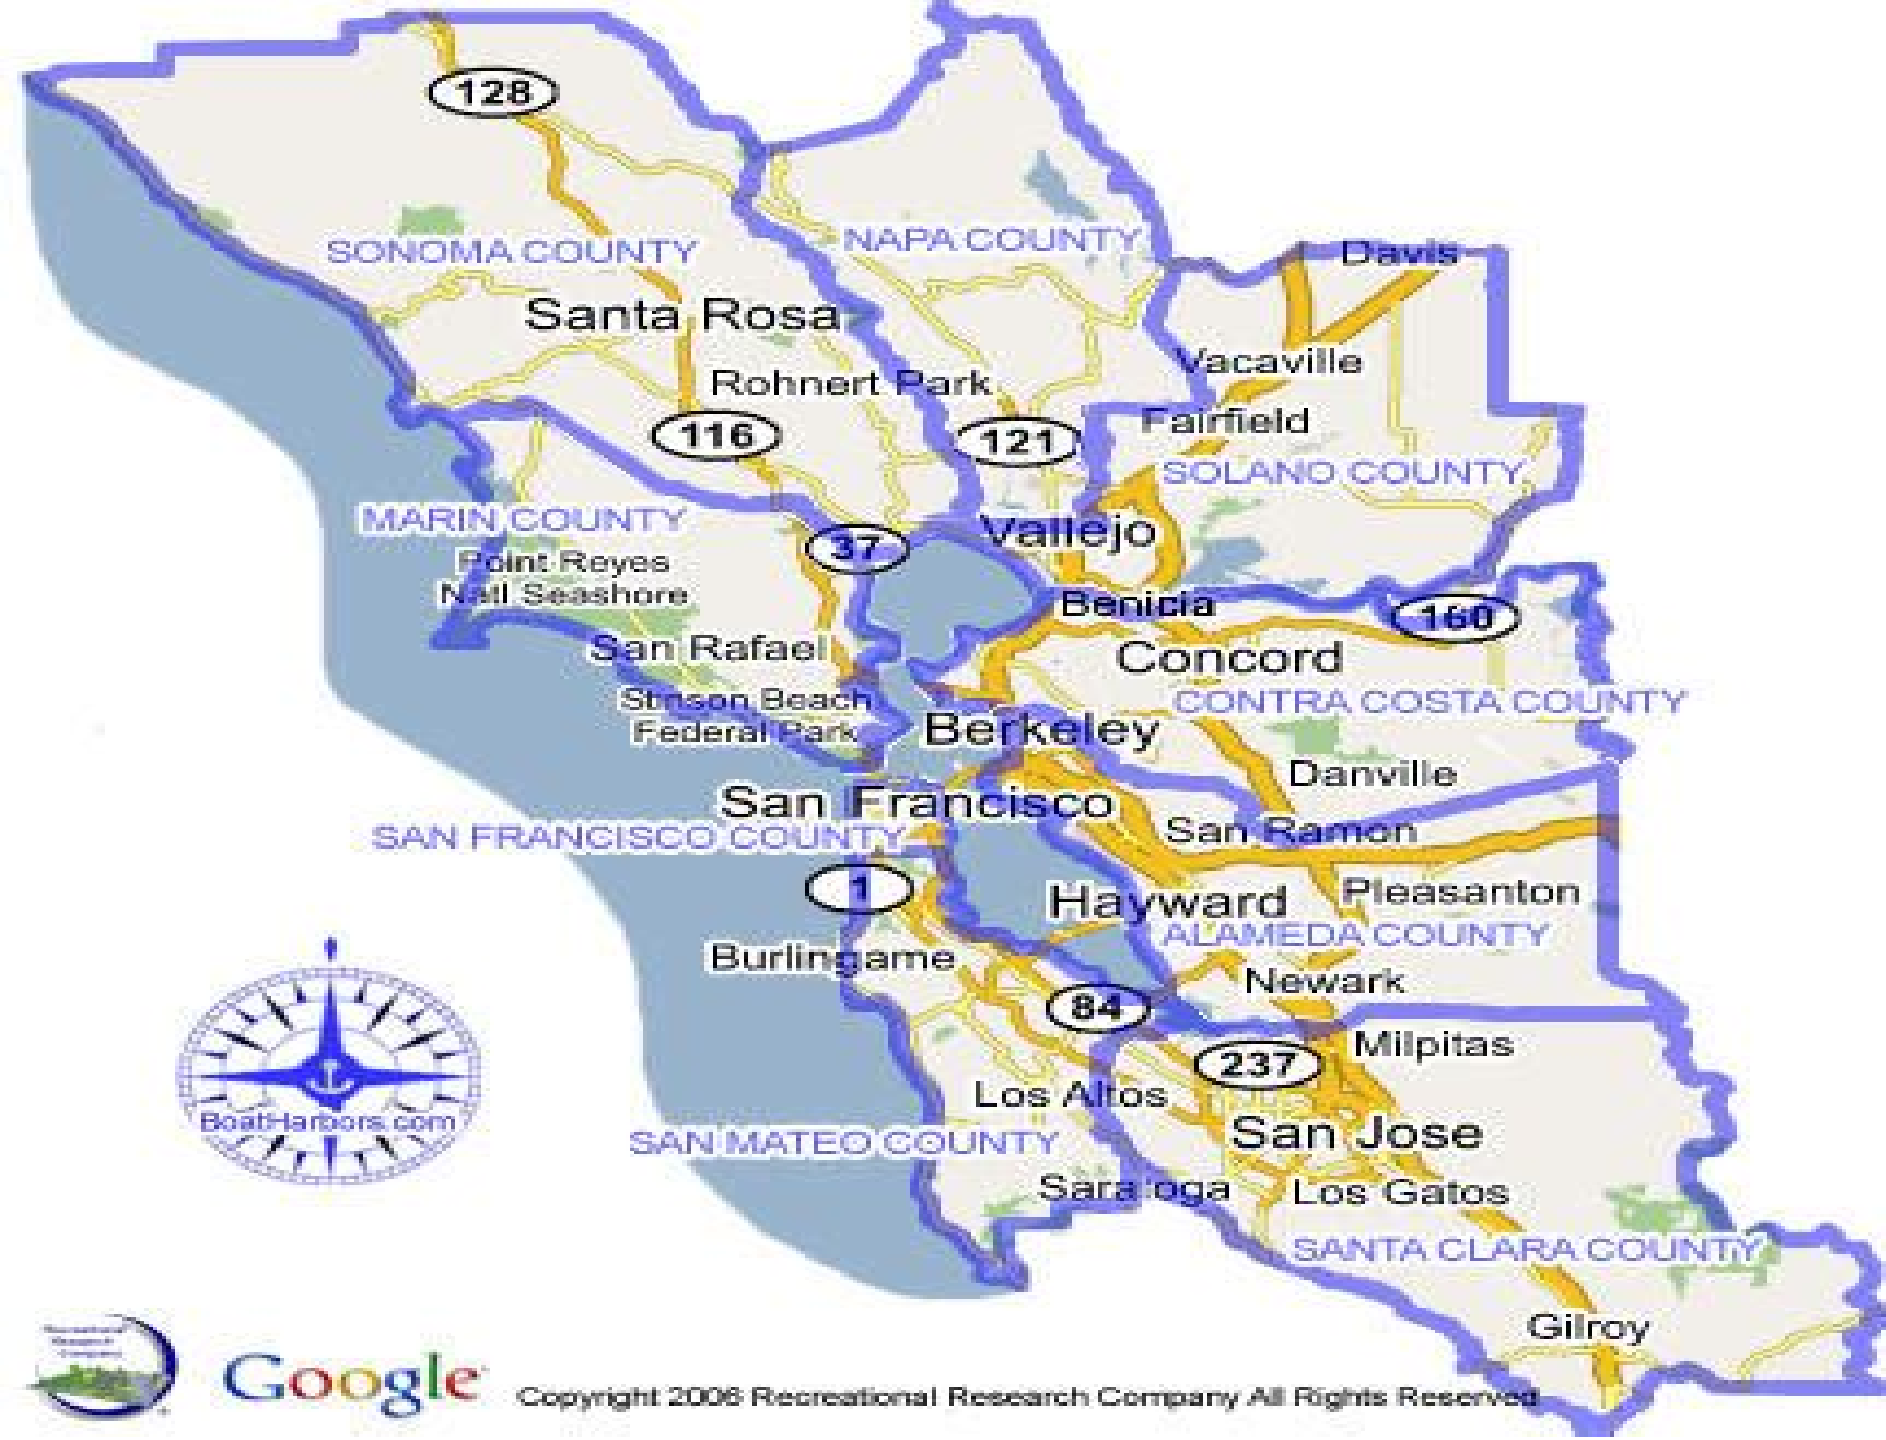 128
SONOMA COUNTY
NAPA COUNTY
Davis
Santa Rosa
Vacaville
Rohnert Park
Fairfield
116
121
SOLANO COUNTY
MARIN COUNTY
Vallejo
37
Point Reyes
Natl Seashore
Benicia
160
San Rafael
Concord
Stinson Beach
Federal Park
CONTRA COSTA COUNTY
Berkeley
Danville
San Francisco
SAN FRANCISCO COUNTY
San Ramon
1
Hayward
Pleasanton
ALAMEDA COUNTY
Burlingame
Newark
84
Milpitas
237
Los Altos
BoatHarbors.com
San Jose
SAN MATEO COUNTY
Saratoga
Los Gatos
SANTA CLARA COUNTY
Gilroy
Recreational
Research
Company
Google
Copyright 2006 Recreational Research Company All Rights Reserved